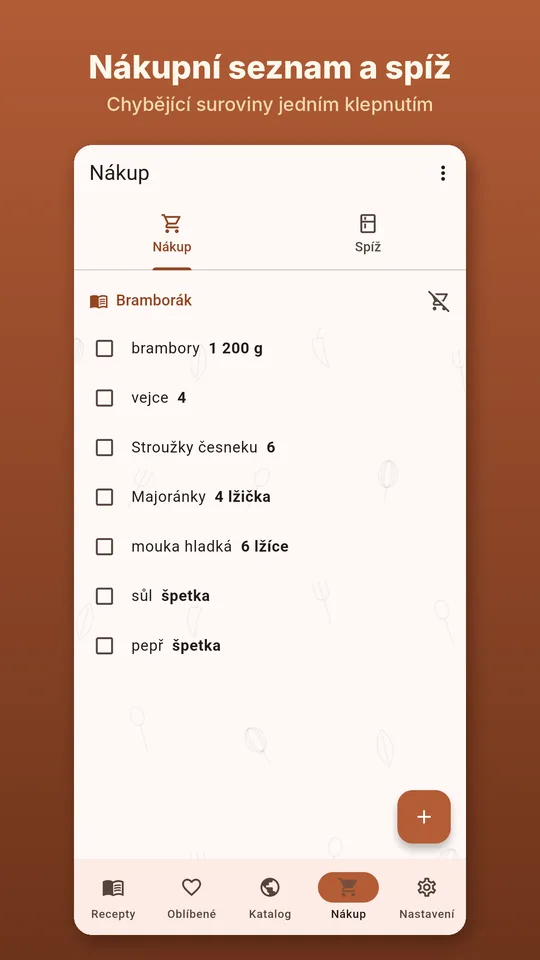 Nákupní seznam a spíž
Chybějící suroviny jedním klepnutím
Nákup
Nákup
Spíž
Bramborák
brambory 1 200 g
vejce 4
Stroužky česneku 6
Majoránky 4 lžička
mouka hladká 6 lžíce
sůl špetka
pepř špetka
Recepty
Oblíbené
Katalog
Nákup
Nastavení